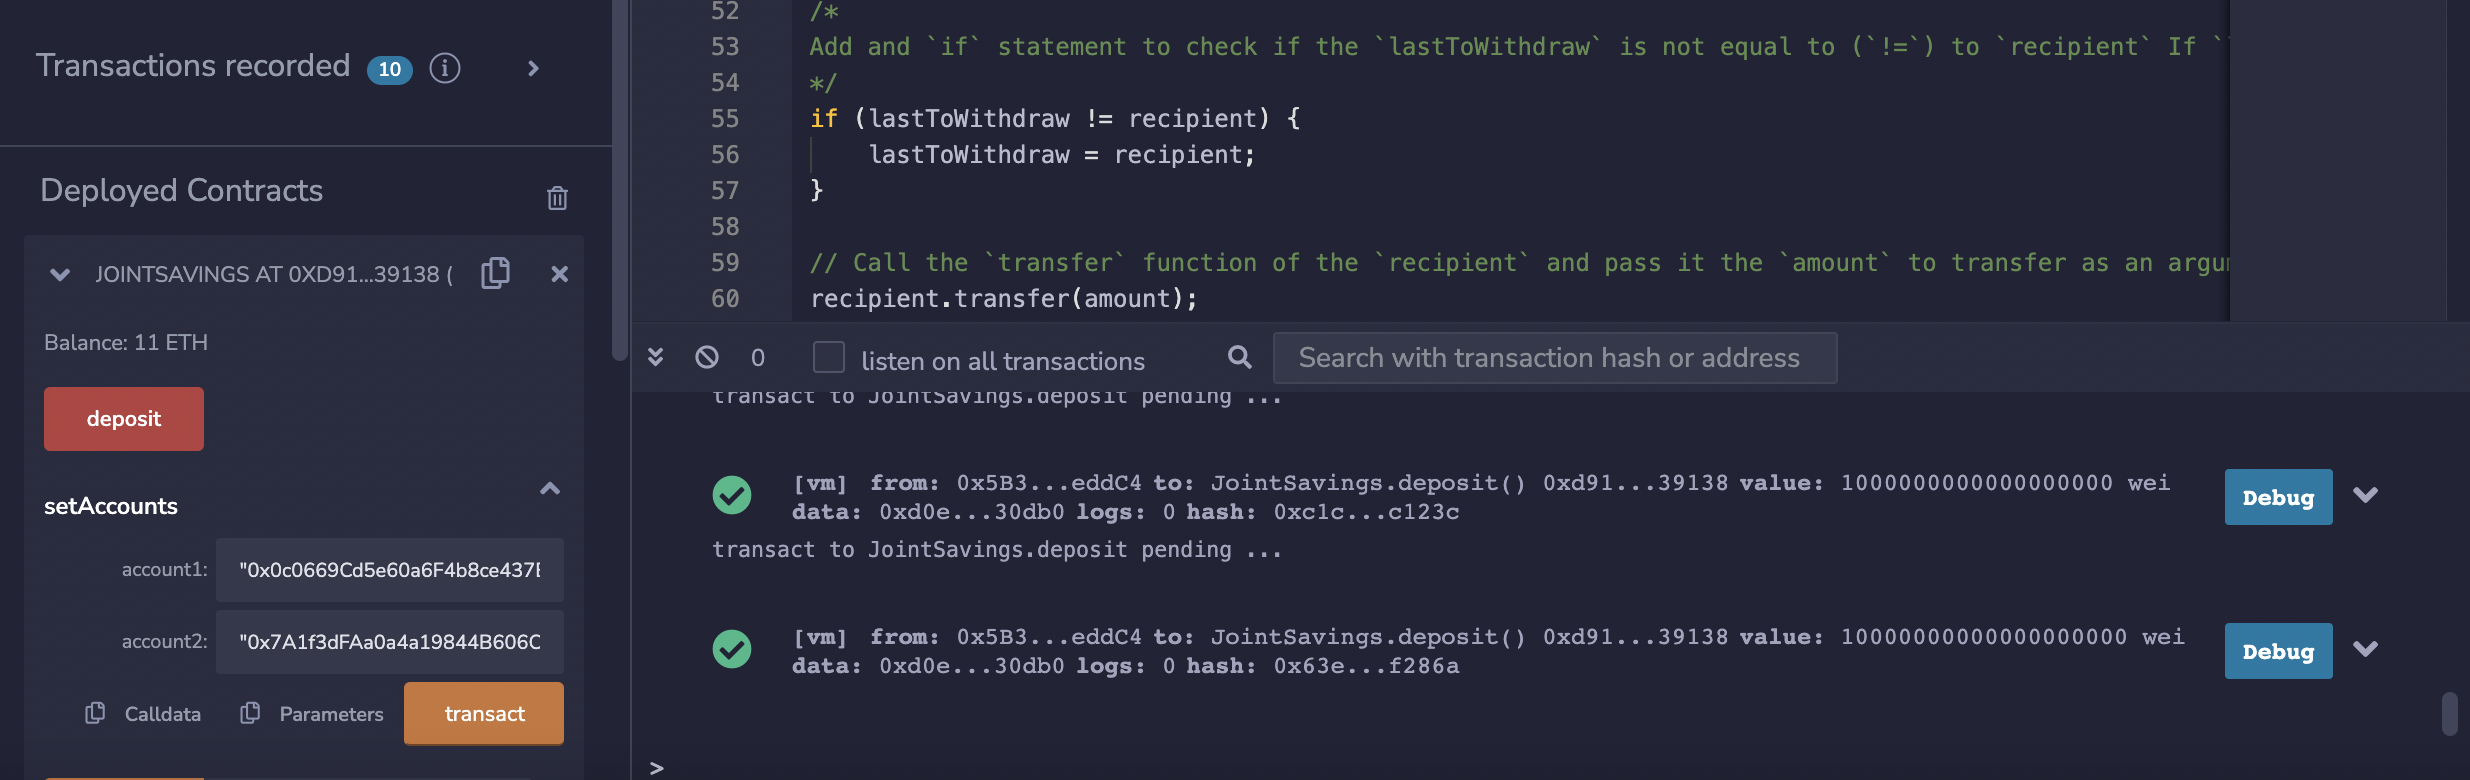 Transactions recorded 10 i
Deployed Contracts
JOINTSAVINGS AT 0XD91...39138 (
Balance: 11 ETH
deposit
setAccounts
account1: "0x0c0669Cd5e60a6F4b8ce437E
account2: "0x7A1f3dFAa0a4a19844B606C
Calldata Parameters transact
52 /*
53 Add and `if` statement to check if the `lastToWithdraw` is not equal to (`!=`) to `recipient` If `
54 */
55 if (lastToWithdraw != recipient) {
56 lastToWithdraw = recipient;
57 }
58
59 // Call the `transfer` function of the `recipient` and pass it the `amount` to transfer as an argu
60 recipient.transfer(amount);
0 listen on all transactions Search with transaction hash or address
transact to JointSavings.deposit pending ...
[vm] from: 0x5B3...eddC4 to: JointSavings.deposit() 0xd91...39138 value: 1000000000000000000 wei Debug
data: 0xd0e...30db0 logs: 0 hash: 0xc1c...c123c
transact to JointSavings.deposit pending ...
[vm] from: 0x5B3...eddC4 to: JointSavings.deposit() 0xd91...39138 value: 10000000000000000000 wei Debug
data: 0xd0e...30db0 logs: 0 hash: 0x63e...f286a
>